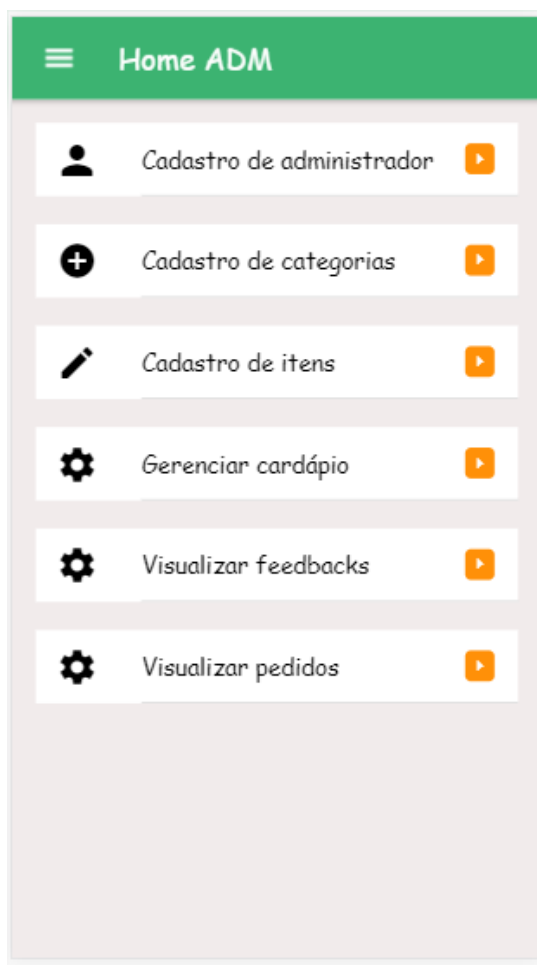 Home ADM
Cadastro de administrador
Cadastro de categorias
Cadastro de itens
Gerenciar cardápio
Visualizar feedbacks
Visualizar pedidos